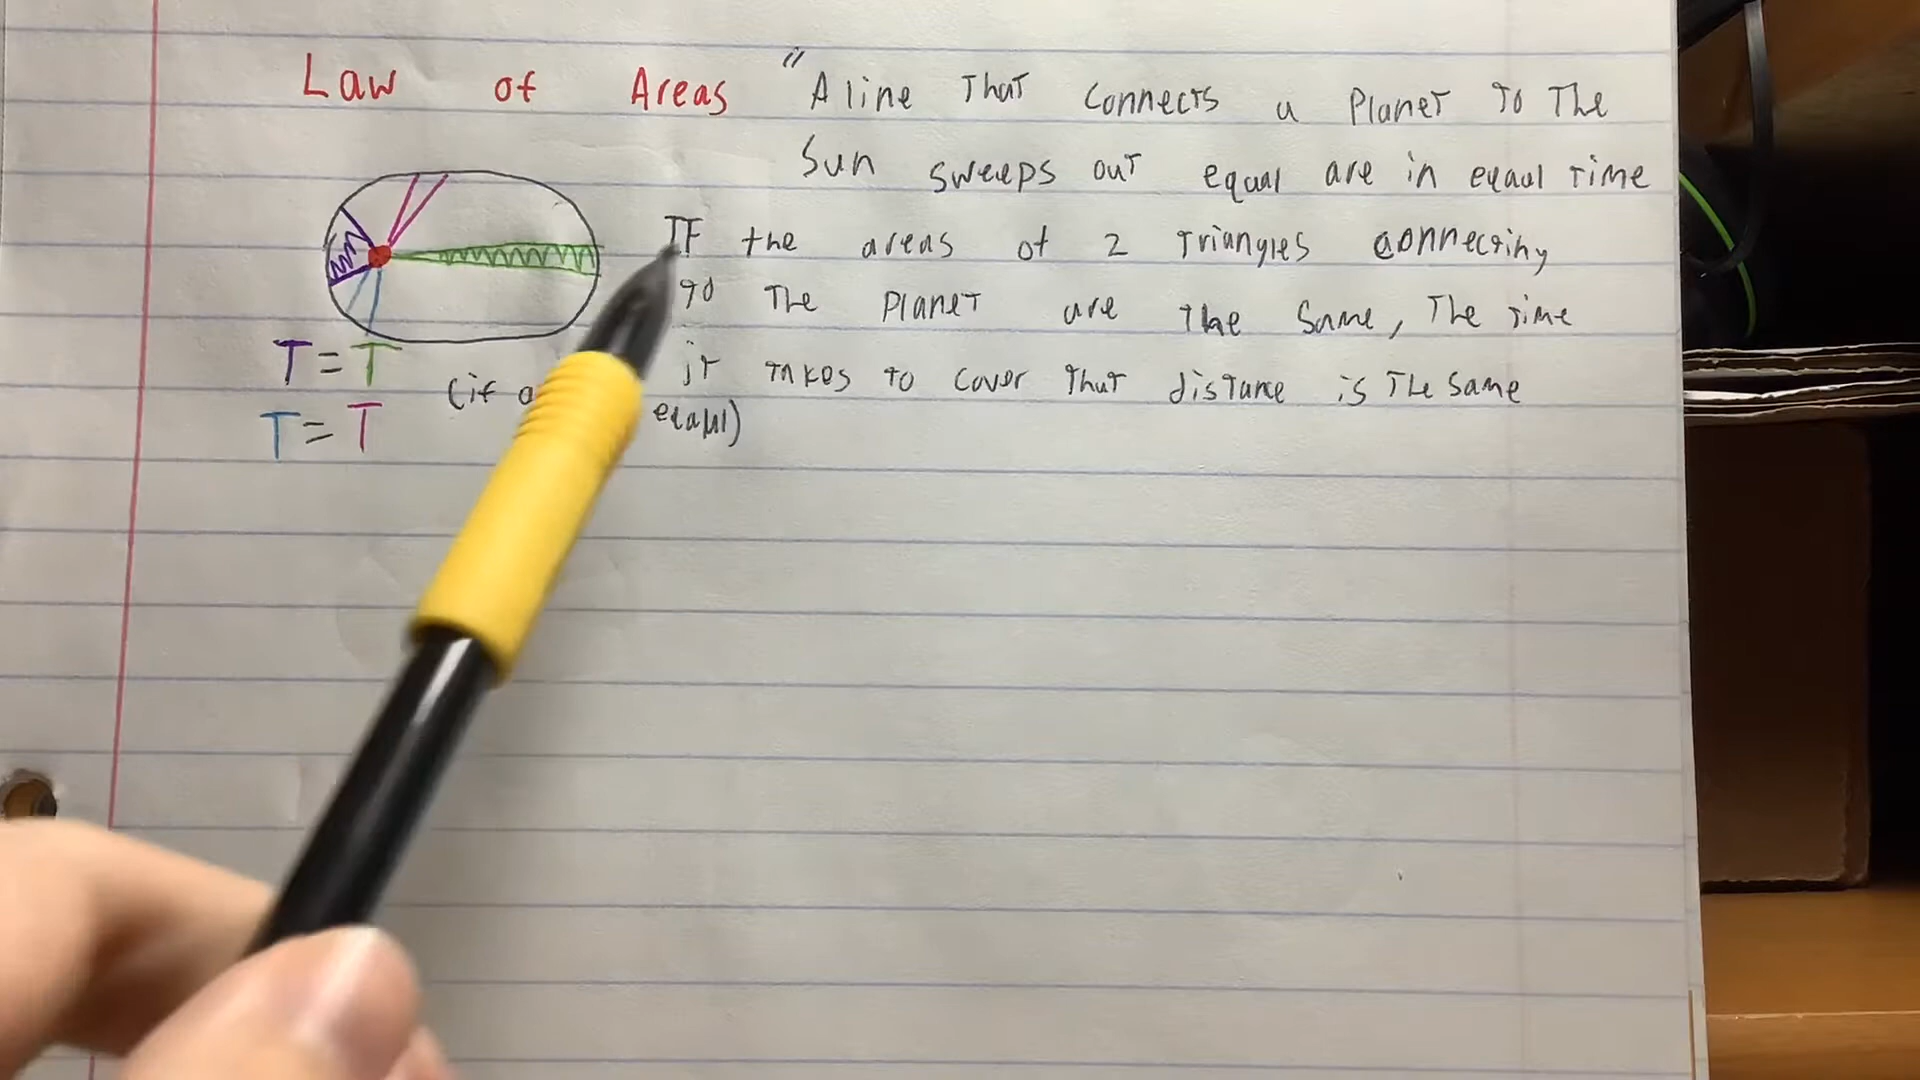 Law of Areas "A line That connects a Planet To The
Sun sweeps out equal are in eqaul time
IF the areas of 2 Triangles connecting
To The Planet are the Same, The Time
it takes to cover that distance is The same
T=T
(if
equal)
T=T